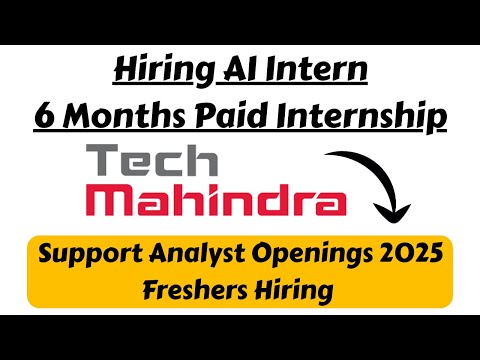 Hiring AI Intern
6 Months Paid Internship
Tech
Mahindra
Support Analyst Openings 2025
Freshers Hiring